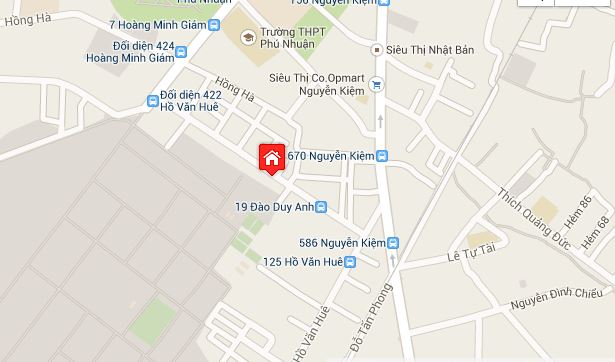 756 Nguyễn Kiệm
Phú Nhuận
Hồng Hà
7 Hoàng Minh Giám
Trường THPT
Phú Nhuận
Đối diện 424
Hoàng Minh Giám
Siêu Thị Nhật Bản
Siêu Thị Co.Opmart
Nguyễn Kiệm
Hồng Hà
Đối diện 422
Hồ Văn Huê
670 Nguyễn Kiệm
19 Đào Duy Anh
Thích Quảng Đức
Hẻm 86
Hẻm 68
586 Nguyễn Kiệm
125 Hồ Văn Huê
Lê Tự Tài
Nguyễn Đình Chiểu
Hồ Văn Huê
Đỗ Tấn Phong